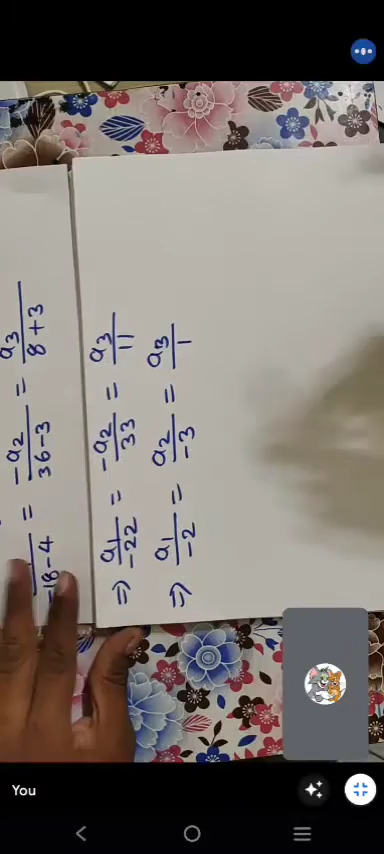 /-18-4 = -a2/36-3 = a3/8+3
⇒ a1/-22 = -a2/33 = a3/11
⇒ a1/-2 = a2/-3 = a3/1
You